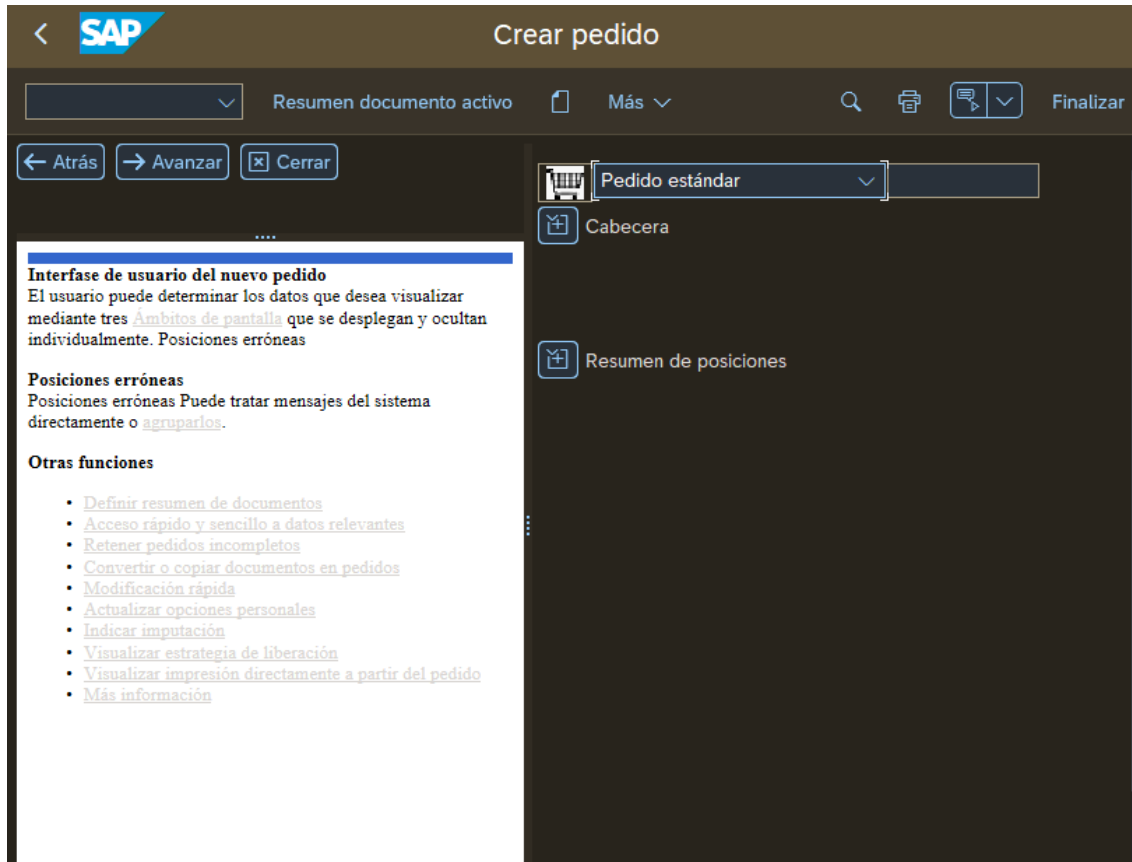 SAP
Crear pedido
Resumen documento activo
Más
Finalizar
Atrás
Avanzar
Cerrar
Pedido estándar
Cabecera
Interfase de usuario del nuevo pedido
El usuario puede determinar los datos que desea visualizar
mediante tres Ámbitos de pantalla que se desplegan y ocultan
individualmente. Posiciones erróneas
Resumen de posiciones
Posiciones erróneas
Posiciones erróneas Puede tratar mensajes del sistema
directamente o agruparlos.
Otras funciones
• Definir resumen de documentos
• Acceso rápido y sencillo a datos relevantes
• Retener pedidos incompletos
• Convertir o copiar documentos en pedidos
• Modificación rápida
• Actualizar opciones personales
• Indicar imputación
• Visualizar estrategia de liberación
• Visualizar impresión directamente a partir del pedido
• Más información